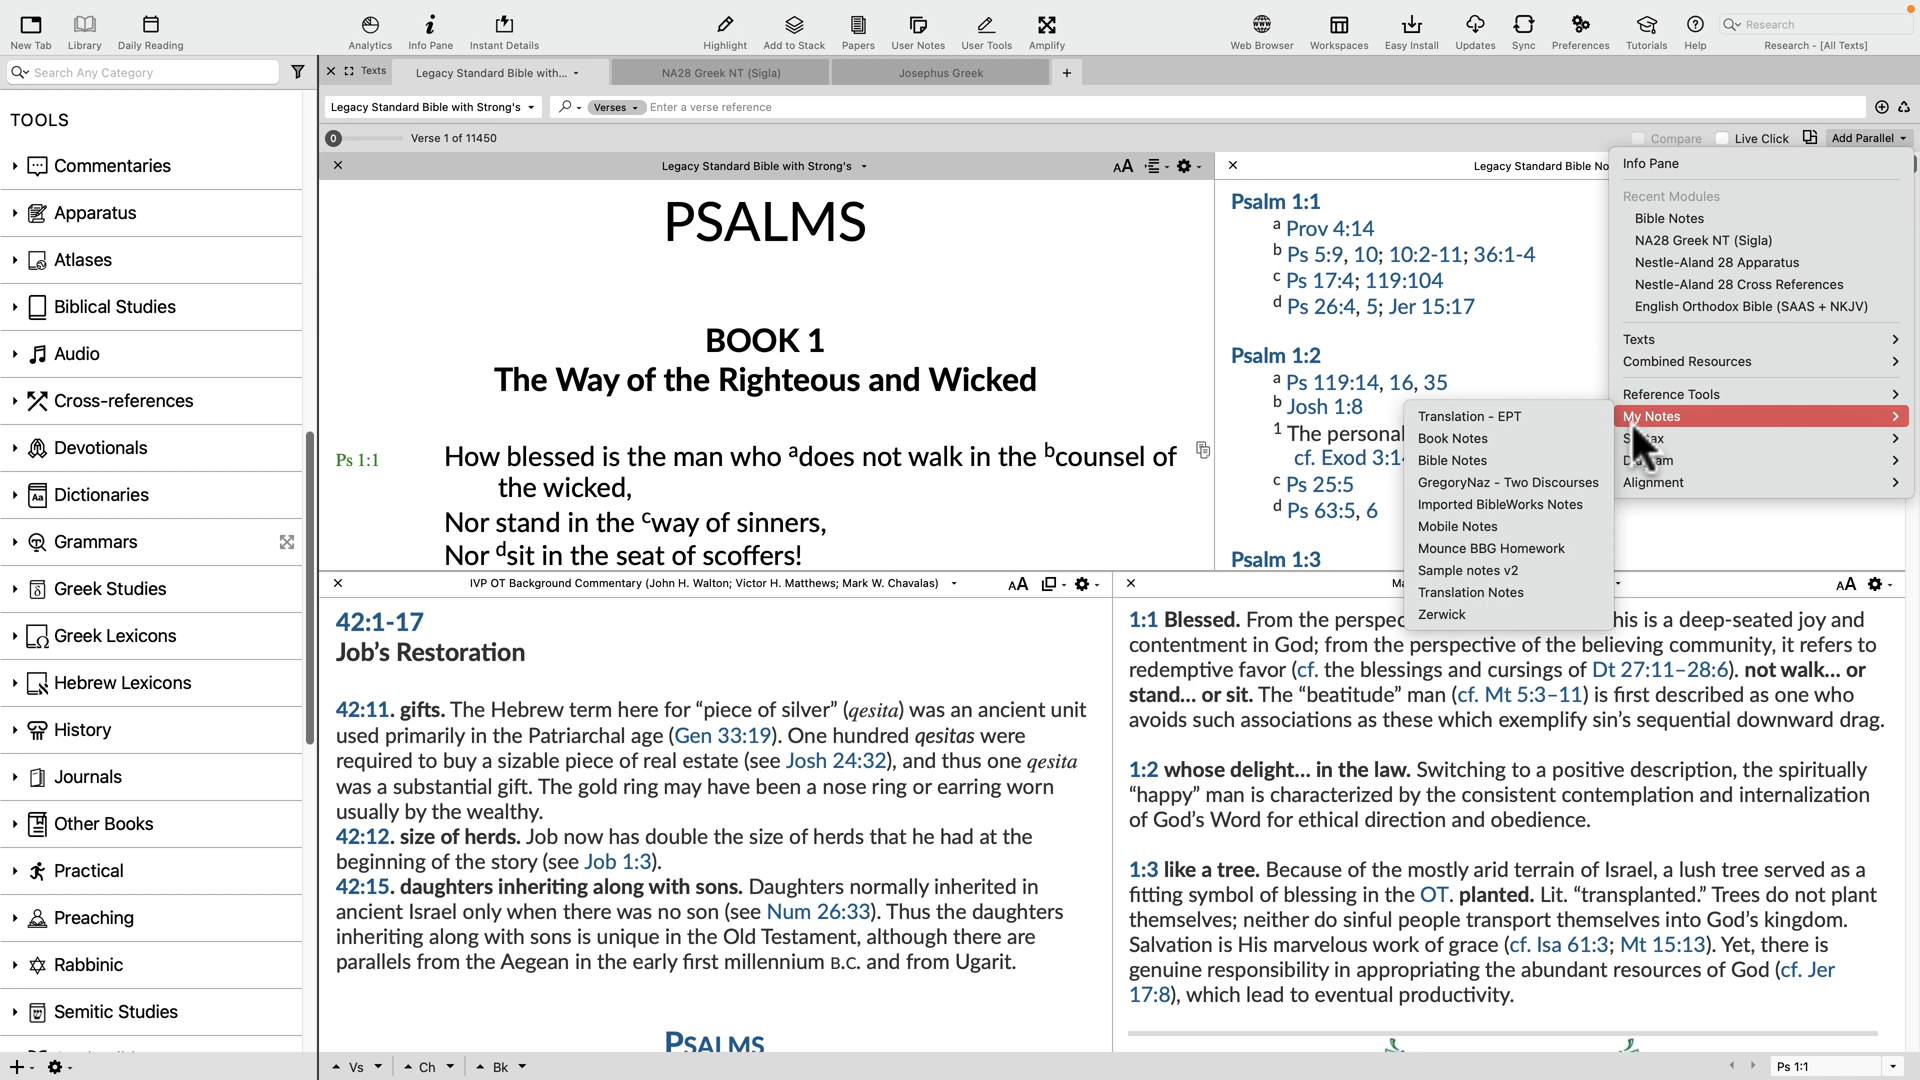 New Tab
Library
Daily Reading
Analytics
Info Pane
Instant Details
Highlight
Add to Stack
Papers
User Notes
User Tools
Amplify
Web Browser
Workspaces
Easy Install
Updates
Sync
Preferences
Tutorials
Help
Research
Research - [All Texts]
Search Any Category
TOOLS
Commentaries
Apparatus
Atlases
Biblical Studies
Audio
Cross-references
Devotionals
Dictionaries
Grammars
Greek Studies
Greek Lexicons
Hebrew Lexicons
History
Journals
Other Books
Practical
Preaching
Rabbinic
Semitic Studies
Texts
Legacy Standard Bible with...
NA28 Greek NT (Sigla)
Josephus Greek
Legacy Standard Bible with Strong's
Verses
Enter a verse reference
0
Verse 1 of 11450
Compare
Live Click
Add Parallel
Legacy Standard Bible with Strong's
AA
PSALMS
BOOK 1
The Way of the Righteous and Wicked
Ps 1:1 How blessed is the man who adoes not walk in the bcounsel of
the wicked,
Nor stand in the cway of sinners,
Nor dsit in the seat of scoffers!
Legacy Standard Bible
Psalm 1:1
a Prov 4:14
b Ps 5:9, 10; 10:2-11; 36:1-4
c Ps 17:4; 119:104
d Ps 26:4, 5; Jer 15:17
Psalm 1:2
a Ps 119:14, 16, 35
b Josh 1:8
1 The personal
cf. Exod
c Ps 25:5
d Ps 63:5, 6
Psalm 1:3
Info Pane
Recent Modules
Bible Notes
NA28 Greek NT (Sigla)
Nestle-Aland 28 Apparatus
Nestle-Aland 28 Cross References
English Orthodox Bible (SAAS + NKJV)
Texts
Combined Resources
Reference Tools
My Notes
Alignment
Translation - EPT
Book Notes
Bible Notes
GregoryNaz - Two Discourses
Imported BibleWorks Notes
Mobile Notes
Mounce BBG Homework
Sample notes v2
Translation Notes
Zerwick
IVP OT Background Commentary (John H. Walton; Victor H. Matthews; Mark W. Chavalas)
AA
42:1-17
Job's Restoration
42:11. gifts. The Hebrew term here for “piece of silver” (qesita) was an ancient unit
used primarily in the Patriarchal age (Gen 33:19). One hundred qesitas were
required to buy a sizable piece of real estate (see Josh 24:32), and thus one qesita
was a substantial gift. The gold ring may have been a nose ring or earring worn
usually by the wealthy.
42:12. size of herds. Job now has double the size of herds that he had at the
beginning of the story (see Job 1:3).
42:15. daughters inheriting along with sons. Daughters normally inherited in
ancient Israel only when there was no son (see Num 26:33). Thus the daughters
inheriting along with sons is unique in the Old Testament, although there are
parallels from the Aegean in the early first millennium B.C. and from Ugarit.
PSALMS
AA
1:1 Blessed. From the his is a deep-seated joy and
contentment in God; from the perspective of the believing community, it refers to
redemptive favor (cf. the blessings and cursings of Dt 27:11–28:6). not walk… or
stand… or sit. The “beatitude” man (cf. Mt 5:3–11) is first described as one who
avoids such associations as these which exemplify sin’s sequential downward drag.
1:2 whose delight… in the law. Switching to a positive description, the spiritually
“happy” man is characterized by the consistent contemplation and internalization
of God’s Word for ethical direction and obedience.
1:3 like a tree. Because of the mostly arid terrain of Israel, a lush tree served as a
fitting symbol of blessing in the OT. planted. Lit. “transplanted.” Trees do not plant
themselves; neither do sinful people transport themselves into God’s kingdom.
Salvation is His marvelous work of grace (cf. Isa 61:3; Mt 15:13). Yet, there is
genuine responsibility in appropriating the abundant resources of God (cf. Jer
17:8), which lead to eventual productivity.
Vs
Ch
Bk
Ps 1:1